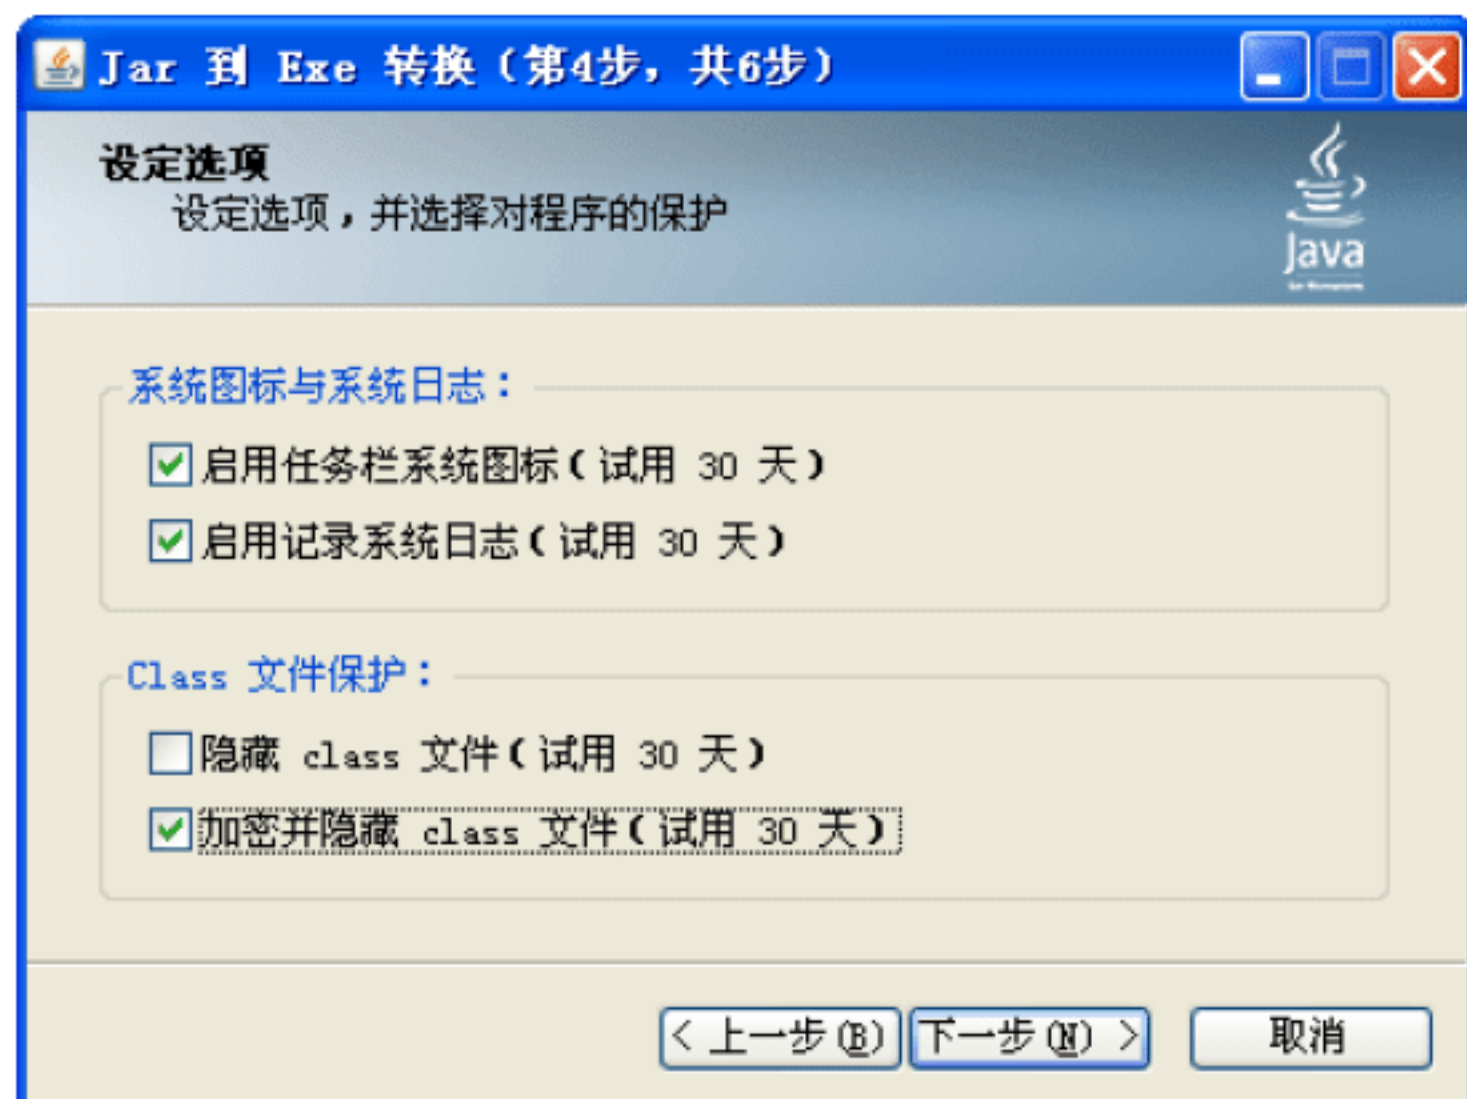 Jar 到 Exe 转换（第4步，共6步）
设定选项
设定选项，并选择对程序的保护
Java
系统图标与系统日志：
启用任务栏系统图标（试用 30 天）
启用记录系统日志（试用 30 天）
Class 文件保护：
隐藏 class 文件（试用 30 天）
加密并隐藏 class 文件（试用 30 天）
< 上一步(B) 下一步(N) > 取消